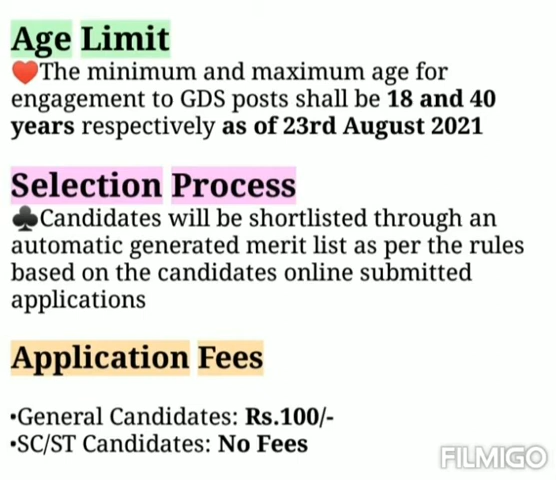 Age Limit
❤️The minimum and maximum age for
engagement to GDS posts shall be 18 and 40
years respectively as of 23rd August 2021
Selection Process
♣️Candidates will be shortlisted through an
automatic generated merit list as per the rules
based on the candidates online submitted
applications
Application Fees
•General Candidates: Rs.100/-
•SC/ST Candidates: No Fees
FILMIGO